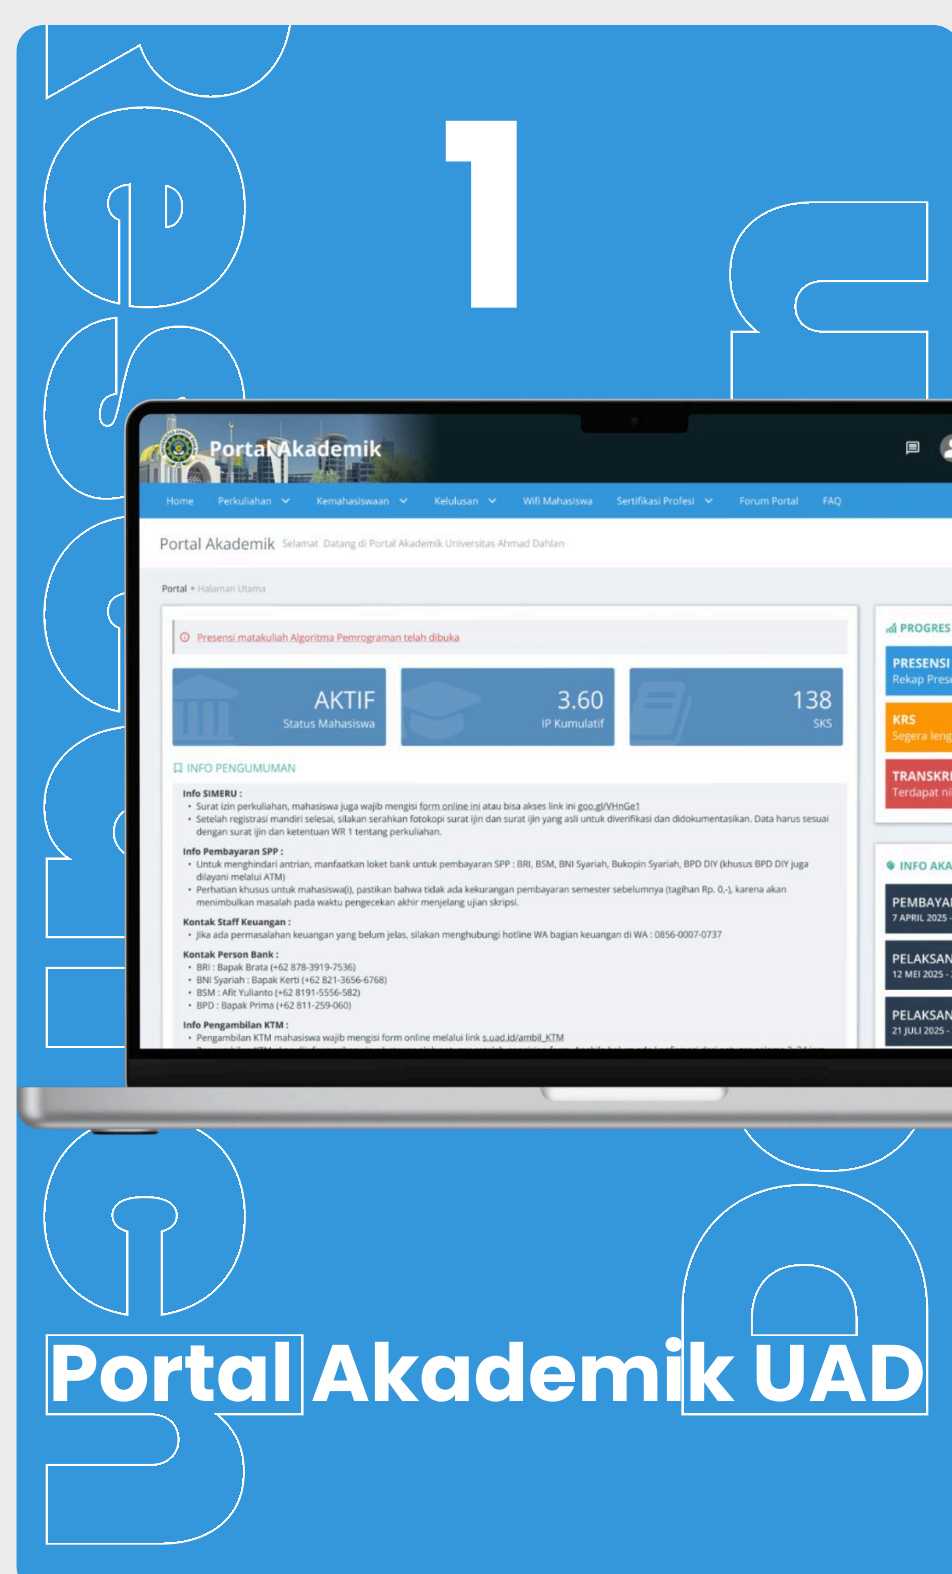 1
Portal Akademik
Home Perkuliahan Kemahasiswaan Kelulusan Wifi Mahasiswa Sertifikasi Profesi Forum Portal FAQ
Portal Akademik Selamat Datang di Portal Akademik Universitas Ahmad Dahlan
Portal Halaman Utama
Presensi matakuliah Algoritma Pemrograman telah dibuka
AKTIF
Status Mahasiswa
3.60
IP Kumulatif
138
SKS
INFO PENGUMUMAN
Info SIMERU :
• Surat izin perkuliahan, mahasiswa juga wajib mengisi form online ini atau bisa akses link ini goo.gl/VHnGe1
• Setelah registrasi mandiri selesai, silakan serahkan fotokopi surat ijin dan surat ijin yang asli untuk diverifikasi dan didokumentasikan. Data harus sesuai
dengan surat ijin dan ketentuan WR 1 tentang perkuliahan.
Info Pembayaran SPP :
• Untuk menghindari antrian, manfaatkan loket bank untuk pembayaran SPP : BRI, BSM, BNI Syariah, Bukopin Syariah, BPD DIY (khusus BPD DIY juga
dilayani melalui ATM)
• Perhatian khusus untuk mahasiswa(i), pastikan bahwa tidak ada kekurangan pembayaran semester sebelumnya (tagihan Rp. 0,-), karena akan
menimbulkan masalah pada waktu pengecekan akhir menjelang ujian skripsi.
Kontak Staff Keuangan :
• Jika ada permasalahan keuangan yang belum jelas, silakan menghubungi hotline WA bagian keuangan di WA : 0856-0007-0737
Kontak Person Bank :
• BRI : Bapak Brata (+62 878-3919-7536)
• BNI Syariah : Bapak Kerti (+62 821-3656-6768)
• BSM : Afit Yulianto (+62 8191-5556-582)
• BPD : Bapak Prima (+62 811-259-060)
Info Pengambilan KTM :
• Pengambilan KTM mahasiswa wajib mengisi form online melalui link s.uad.id/ambil_KTM
PROGRES
PRESENSI
Rekap Prese
KRS
Segera leng
TRANSKRI
Terdapat nil
INFO AKA
PEMBAYA
7 APRIL 2025 -
PELAKSAN
12 MEI 2025 -
PELAKSAN
21 JULI 2025 -
Portal Akademik UAD